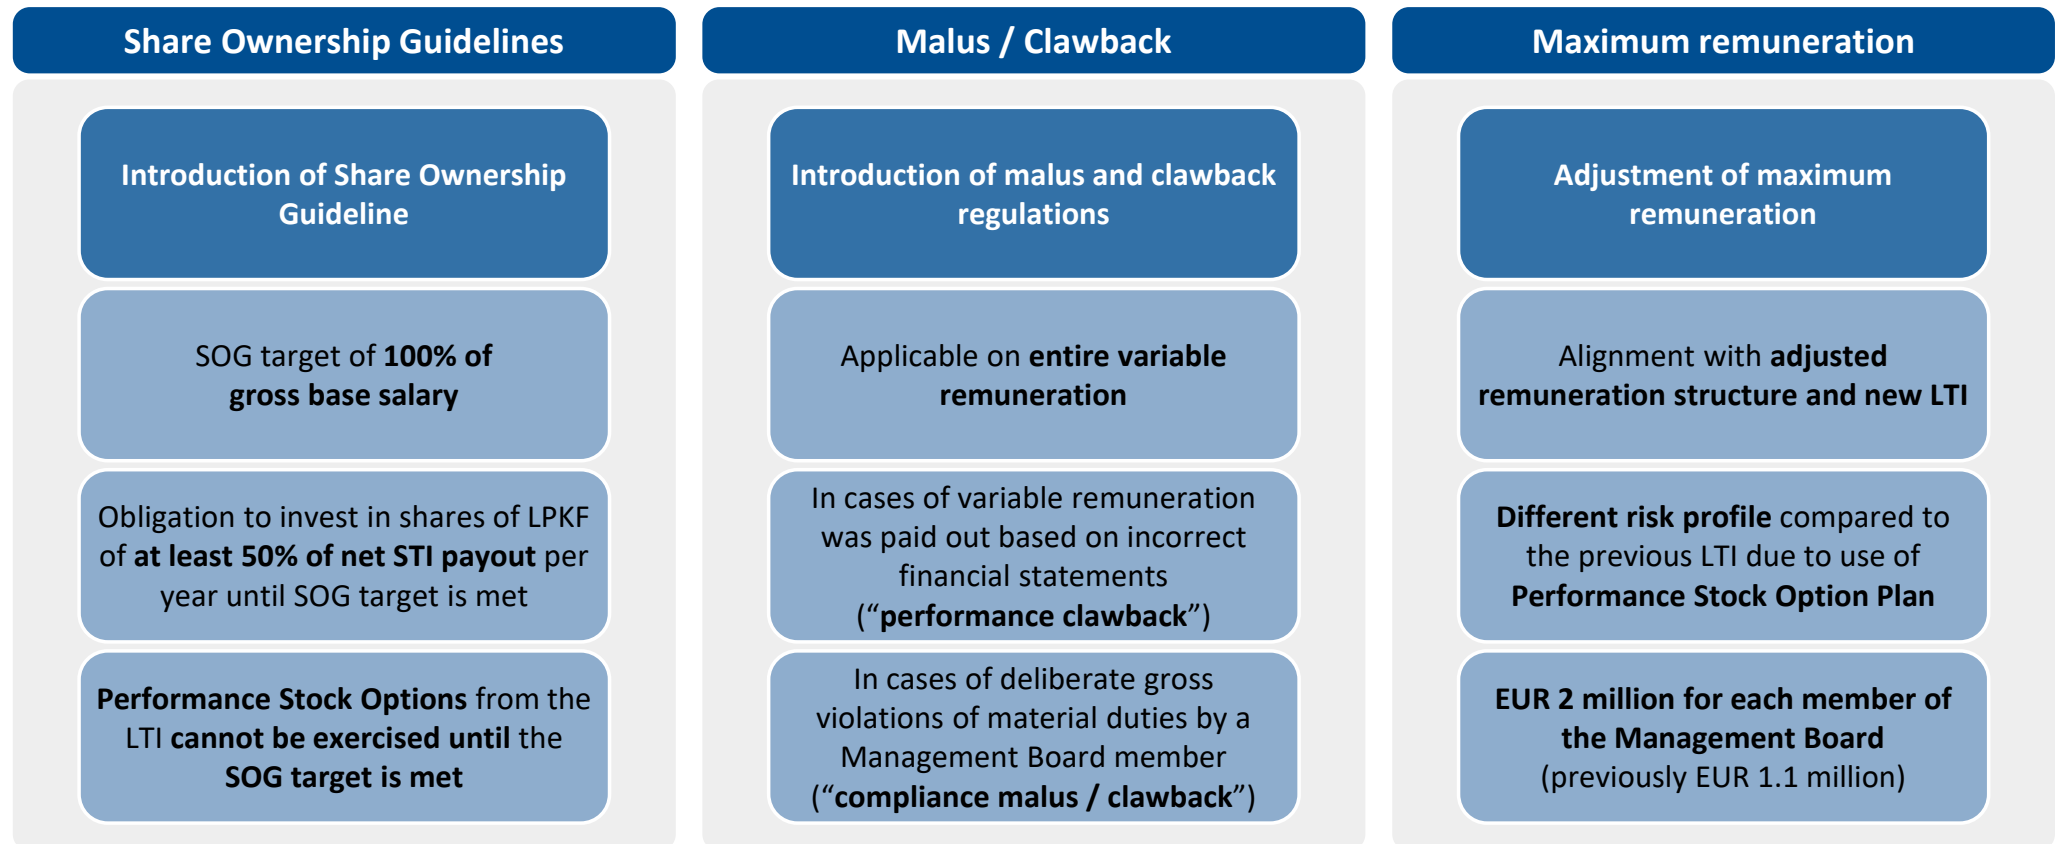 Share Ownership Guidelines
Introduction of Share Ownership
Guideline
SOG target of 100% of
gross base salary
Obligation to invest in shares of LPKF
of at least 50% of net STI payout per
year until SOG target is met
Performance Stock Options from the
LTI cannot be exercised until the
SOG target is met
Malus / Clawback
Introduction of malus and clawback
regulations
Applicable on entire variable
remuneration
In cases of variable remuneration
was paid out based on incorrect
financial statements
(“performance clawback”)
In cases of deliberate gross
violations of material duties by a
Management Board member
(“compliance malus / clawback”)
Maximum remuneration
Adjustment of maximum
remuneration
Alignment with adjusted
remuneration structure and new LTI
Different risk profile compared to
the previous LTI due to use of
Performance Stock Option Plan
EUR 2 million for each member of
the Management Board
(previously EUR 1.1 million)